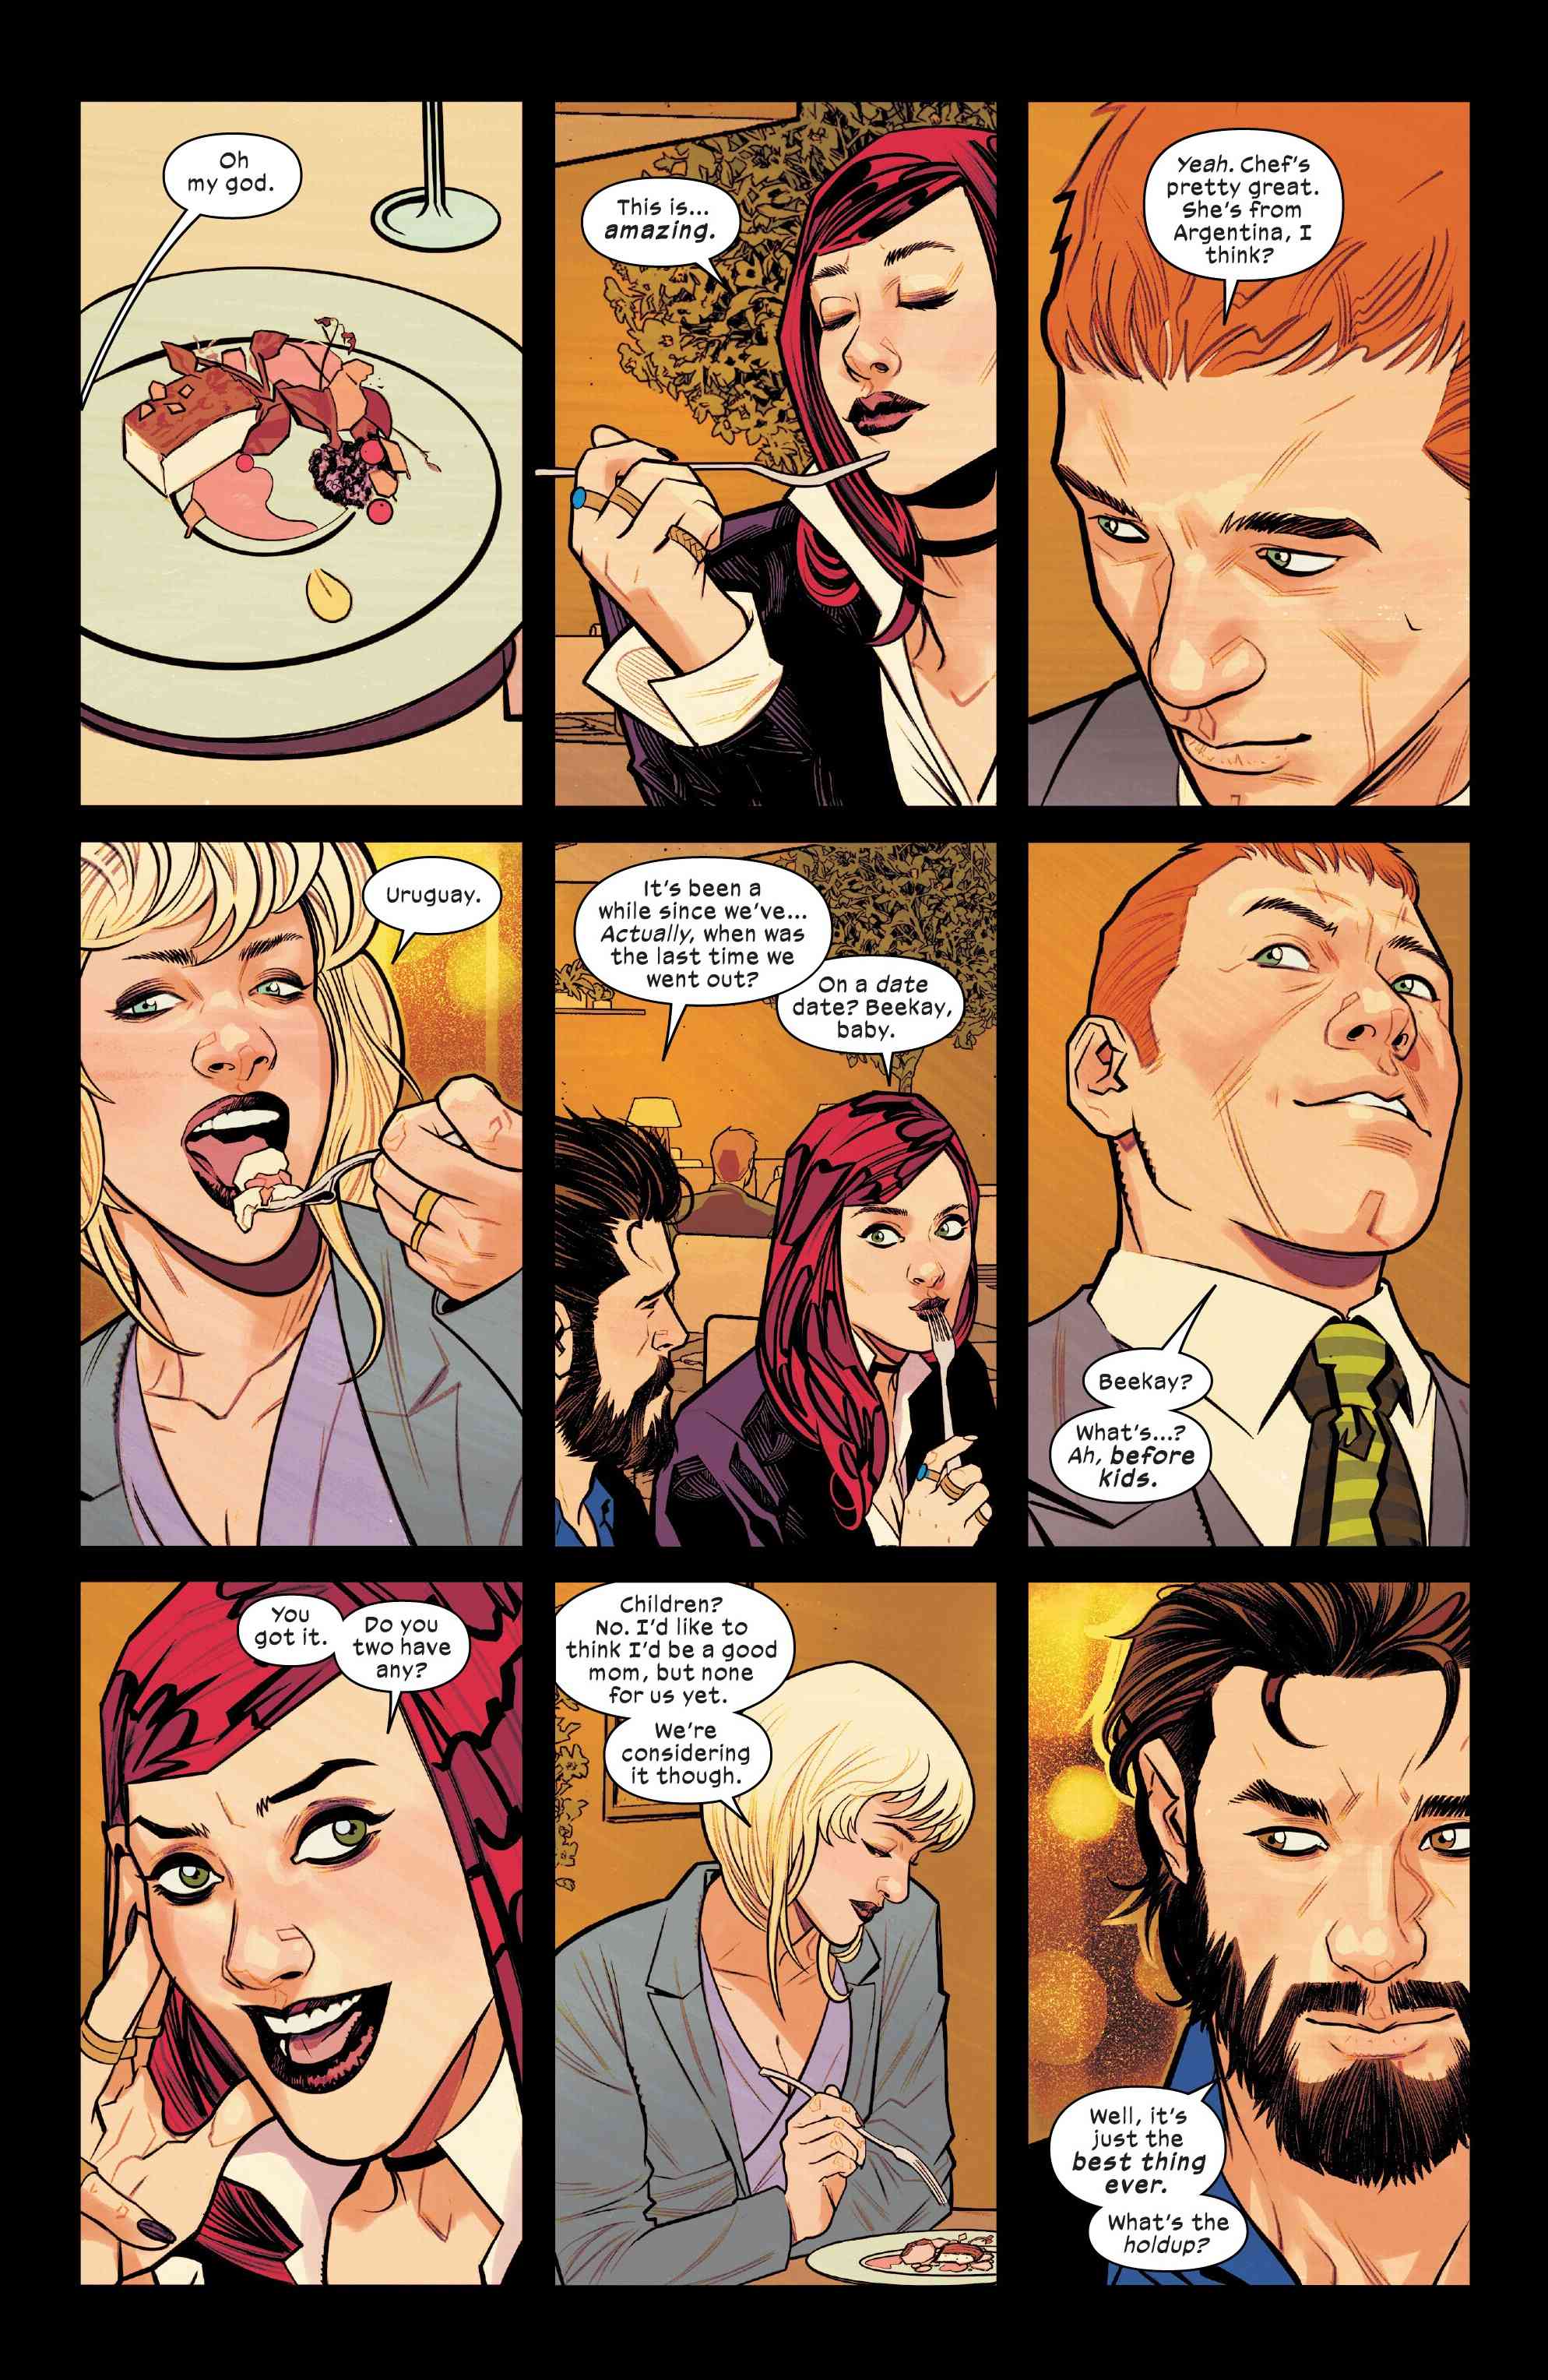 Oh
my god.
This is...
amazing.
Yeah. Chef's
pretty great.
She's from
Argentina, I
think?
Uruguay.
It's been a
while since we've...
Actually, when was
the last time we
went out?
On a date
date? Beekay,
baby.
Beekay?
What's...?
Ah, before
kids.
You
got it.
Do you
two have
any?
Children?
No. I'd like to
think I'd be a good
mom, but none
for us yet.
We're
considering
it though.
Well, it's
just the
best thing
ever.
What's the
holdup?